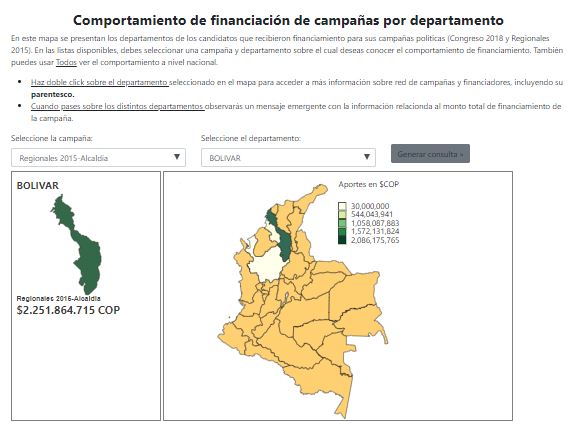 Comportamiento de financiación de campañas por departamento
En este mapa se presentan los departamentos de los candidatos que recibieron financiamiento para sus campañas políticas (Congreso 2018 y Regionales
2015). En las listas disponibles, debes seleccionar una campaña y departamento sobre el cual deseas conocer el comportamiento de financiamiento. También
puedes usar Todos ver el comportamiento a nivel nacional.
• Haz doble click sobre el departamento seleccionado en el mapa para acceder a más información sobre red de campañas y financiadores, incluyendo su
parentesco.
• Cuando pases sobre los distintos departamentos observarás un mensaje emergente con la información relacionda al monto total de financiamiento de
la campaña.
Seleccione la campaña:
Seleccione el departamento:
Regionales 2015-Alcaldia
BOLIVAR
Generar consulta »
BOLIVAR
Regionales 2015-Alcaldia
$2.251.864.715 COP
Aportes en $COP
30,000,000
544,043,941
1,058,087,883
1,572,131,824
2,086,175,765